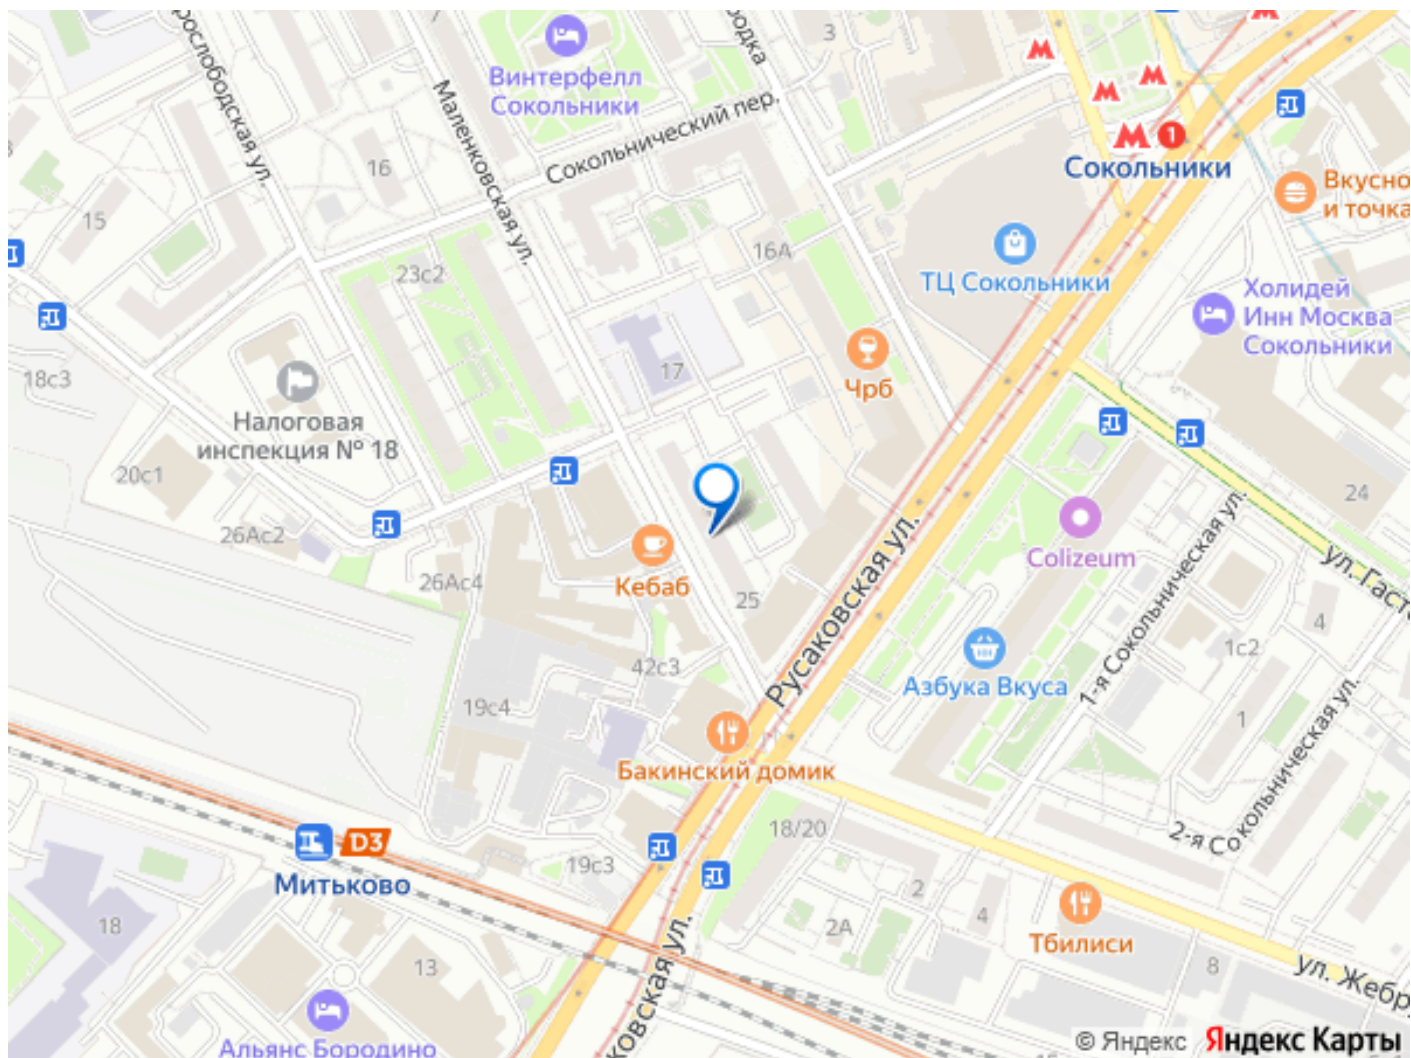 7
3
Винтерфелл
Сокольники
Маленковская ул.
Сокольнический пер.
16
15
16А
23с2
М
М
М
М 1
Сокольники
Вкусно
и точка
ТЦ Сокольники
Холидей
Инн Москва
Сокольники
18с3
17
Чрб
Налоговая
инспекция № 18
20с1
26Ас2
24
Colizeum
Русаковская ул.
1-я Сокольническая ул.
26Ас4
Кебаб
25
4
1с2
42с3
Азбука Вкуса
19с4
1
2-я Сокольническая ул.
Бакинский домик
18/20
D3
Митьково
19с3
2
4
2А
18
13
Тбилиси
8
Альянс Бородино
© Яндекс Яндекс Карты